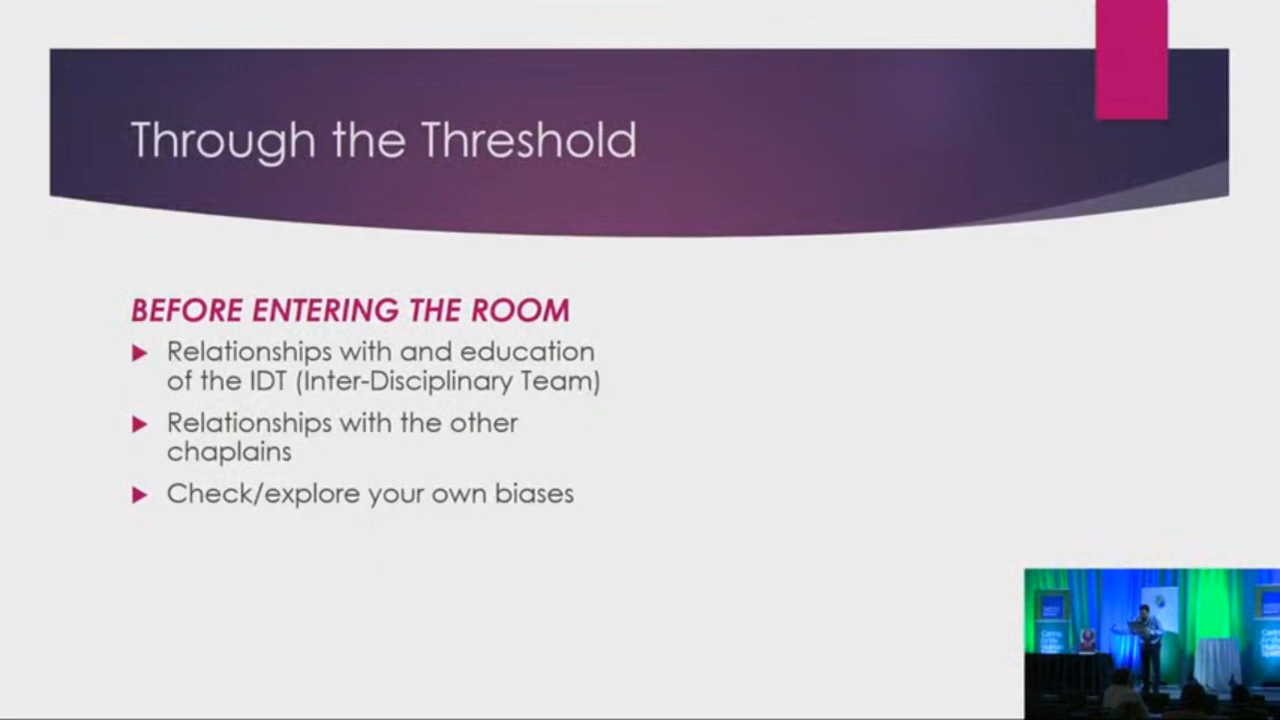 Through the Threshold
BEFORE ENTERING THE ROOM
Relationships with and education
of the IDT (Inter-Disciplinary Team)
Relationships with the other
chaplains
Check/explore your own biases